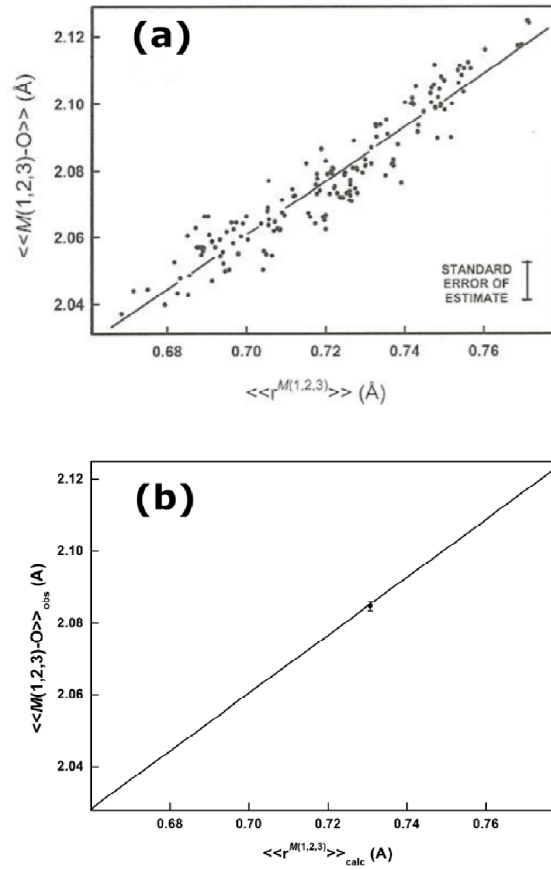 (a)
<<M(1,2,3)-O>> (Å)
2.12
2.10
2.08
2.06
2.04
STANDARD
ERROR OF
ESTIMATE
0.68 0.70 0.72 0.74 0.76
<<r^M(1,2,3)>> (Å)
(b)
<<M(1,2,3)-O>>obs (A)
2.12
2.10
2.08
2.06
2.04
0.68 0.70 0.72 0.74 0.76
<<r^M(1,2,3)>>calc (A)